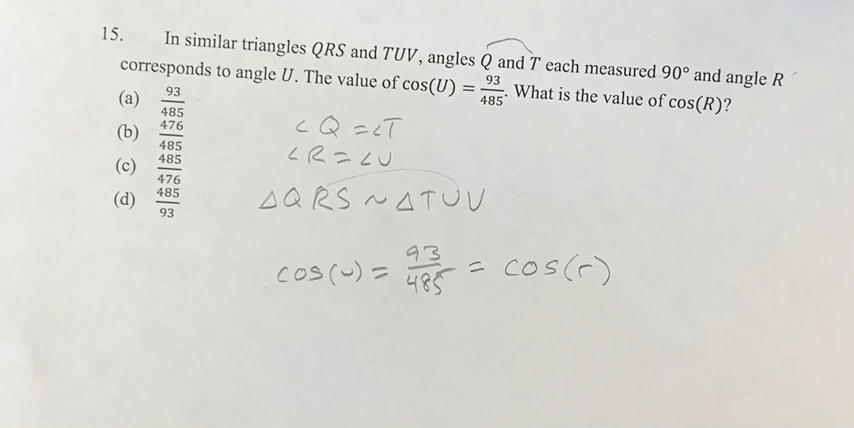 15. In similar triangles QRS and TUV, angles Q and T each measured 90° and angle R
corresponds to angle U. The value of cos(U) = 93/485. What is the value of cos(R)?
(a) 93/485
(b) 476/485
(c) 485/476
(d) 485/93
∠Q = ∠T
∠R = ∠U
△QRS ~ △TUV
cos(u) = 93/485 = cos(r)